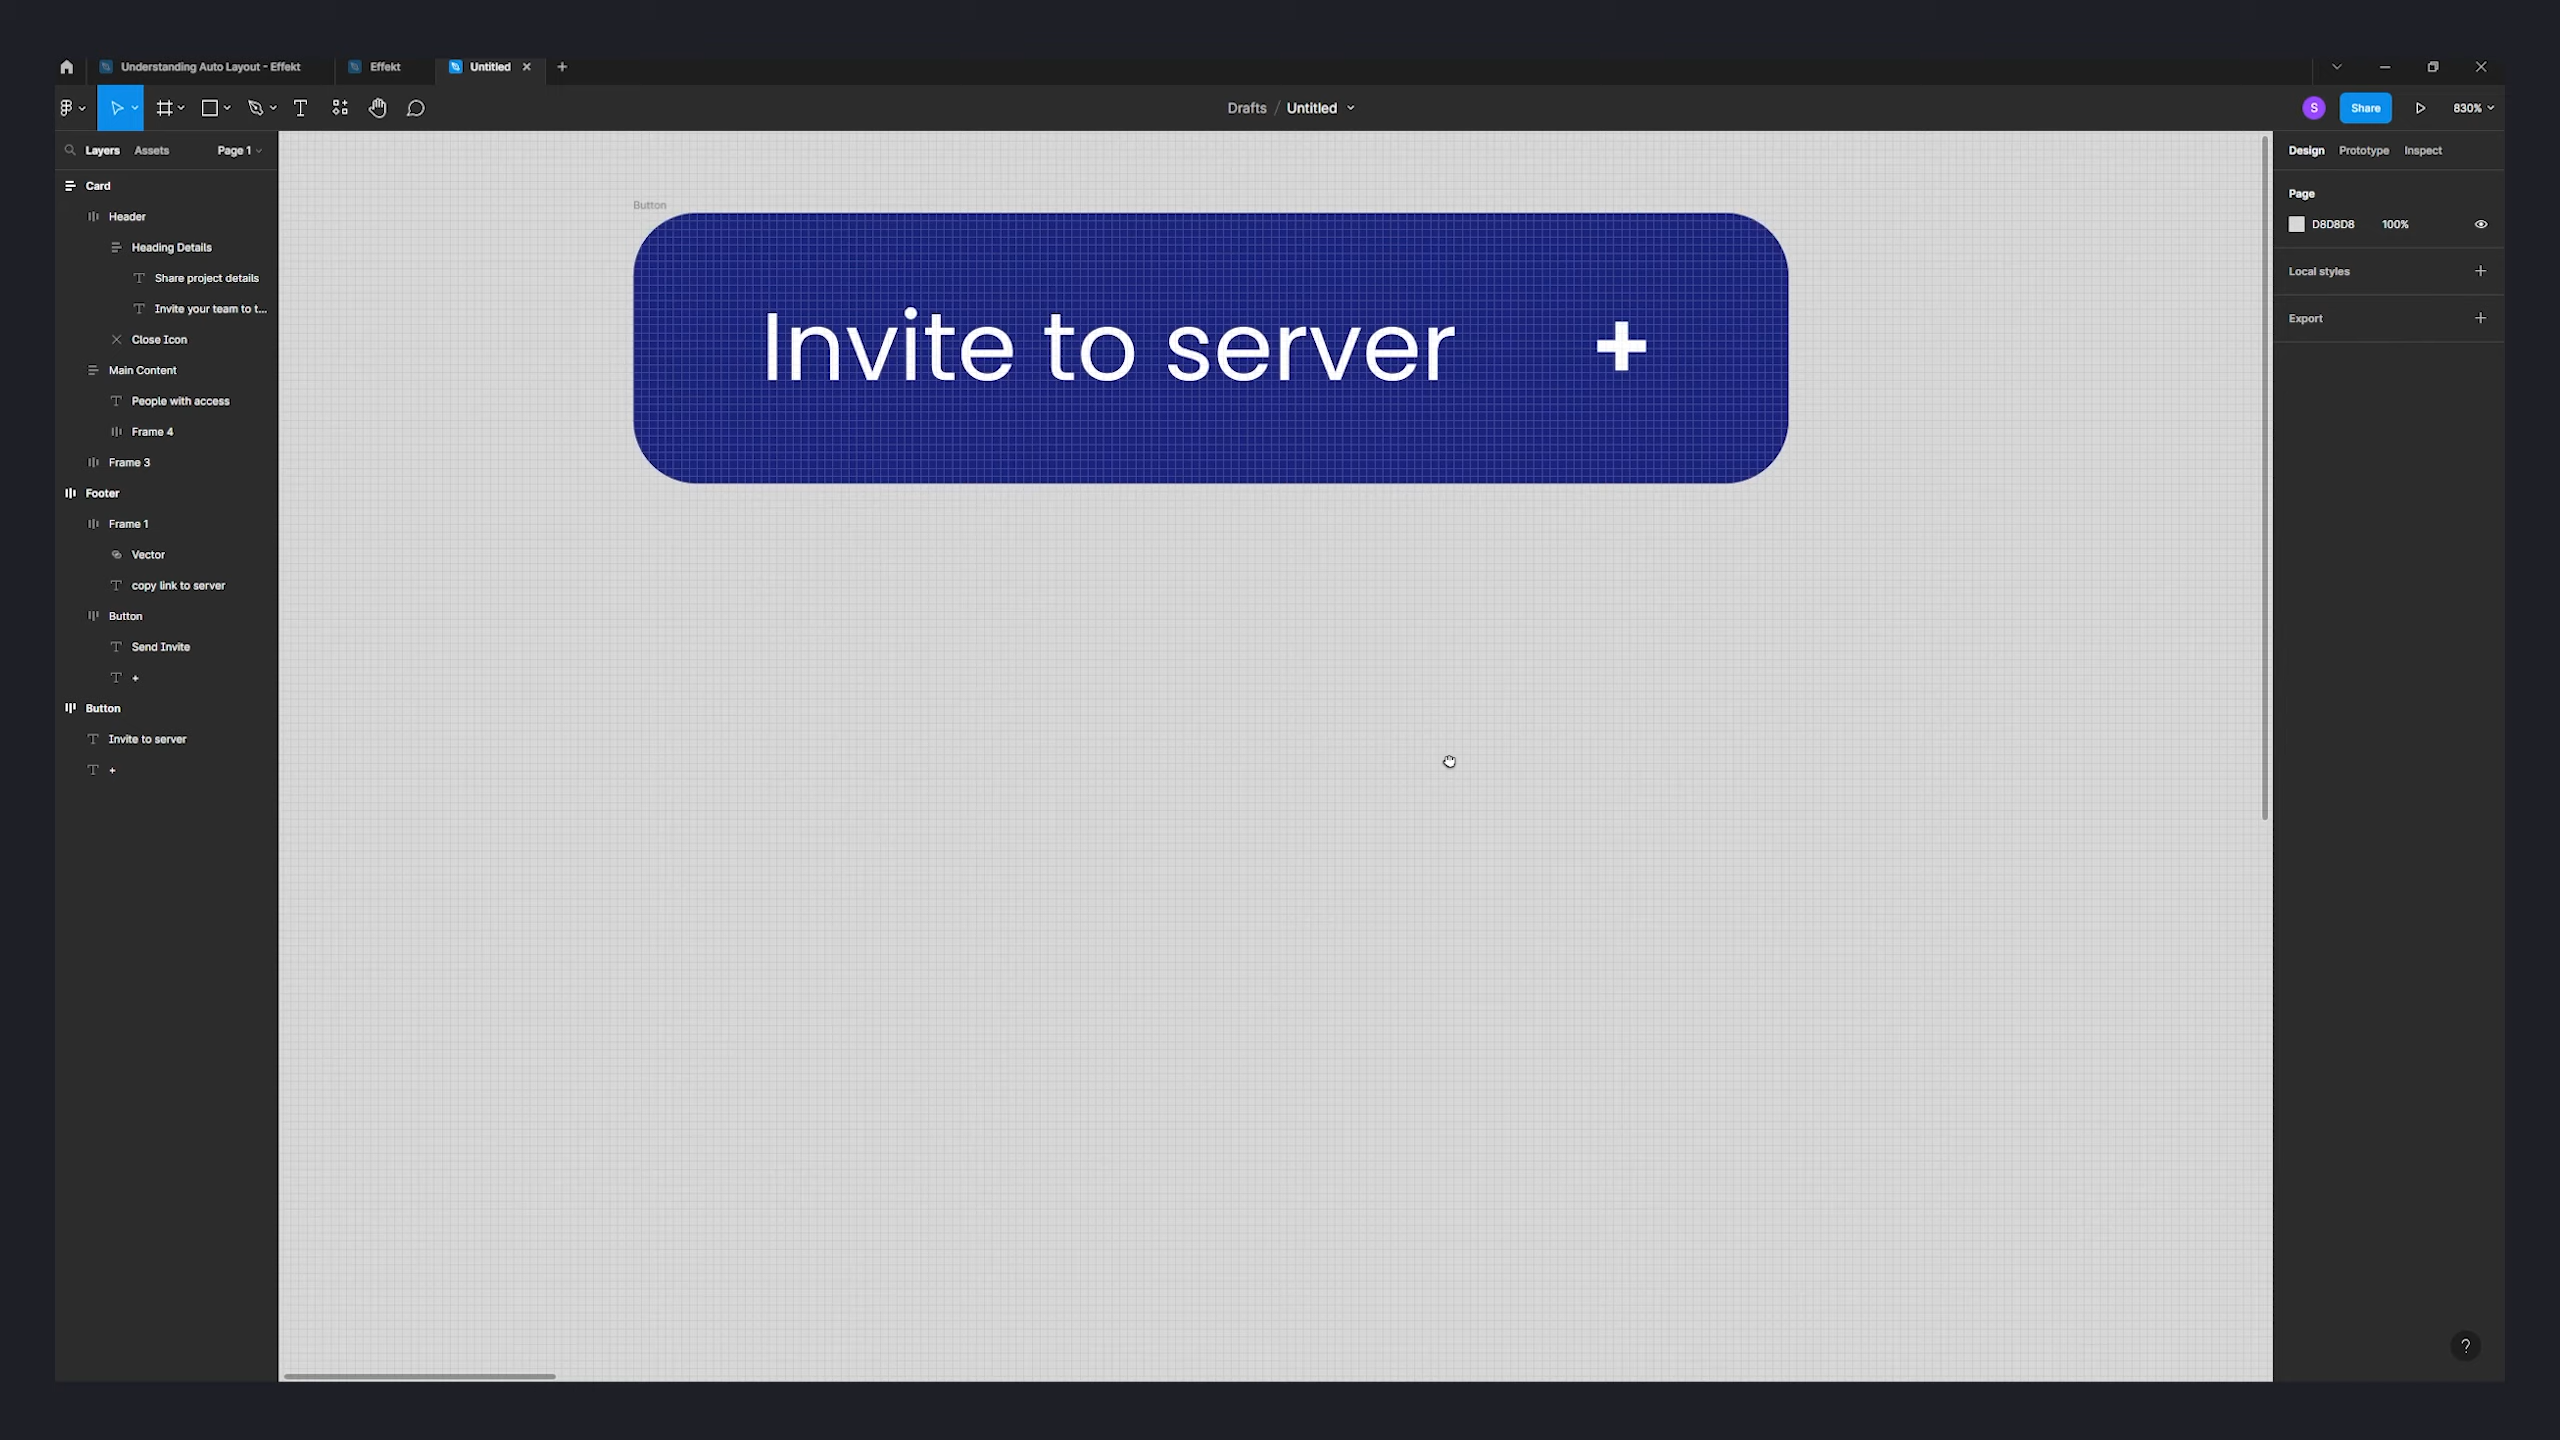 Understanding Auto Layout - Effekt
Effekt
Untitled
Drafts / Untitled
S
Share
830%
Layers
Assets
Page 1
Card
Header
Heading Details
Share project details
Invite your team to t...
Close Icon
Main Content
People with access
Frame 4
Frame 3
Footer
Frame 1
Vector
copy link to server
Button
Send Invite
+
Button
Invite to server
+
Button
Invite to server +
Design
Prototype
Inspect
Page
D8D8D8
100%
Local styles
Export
?